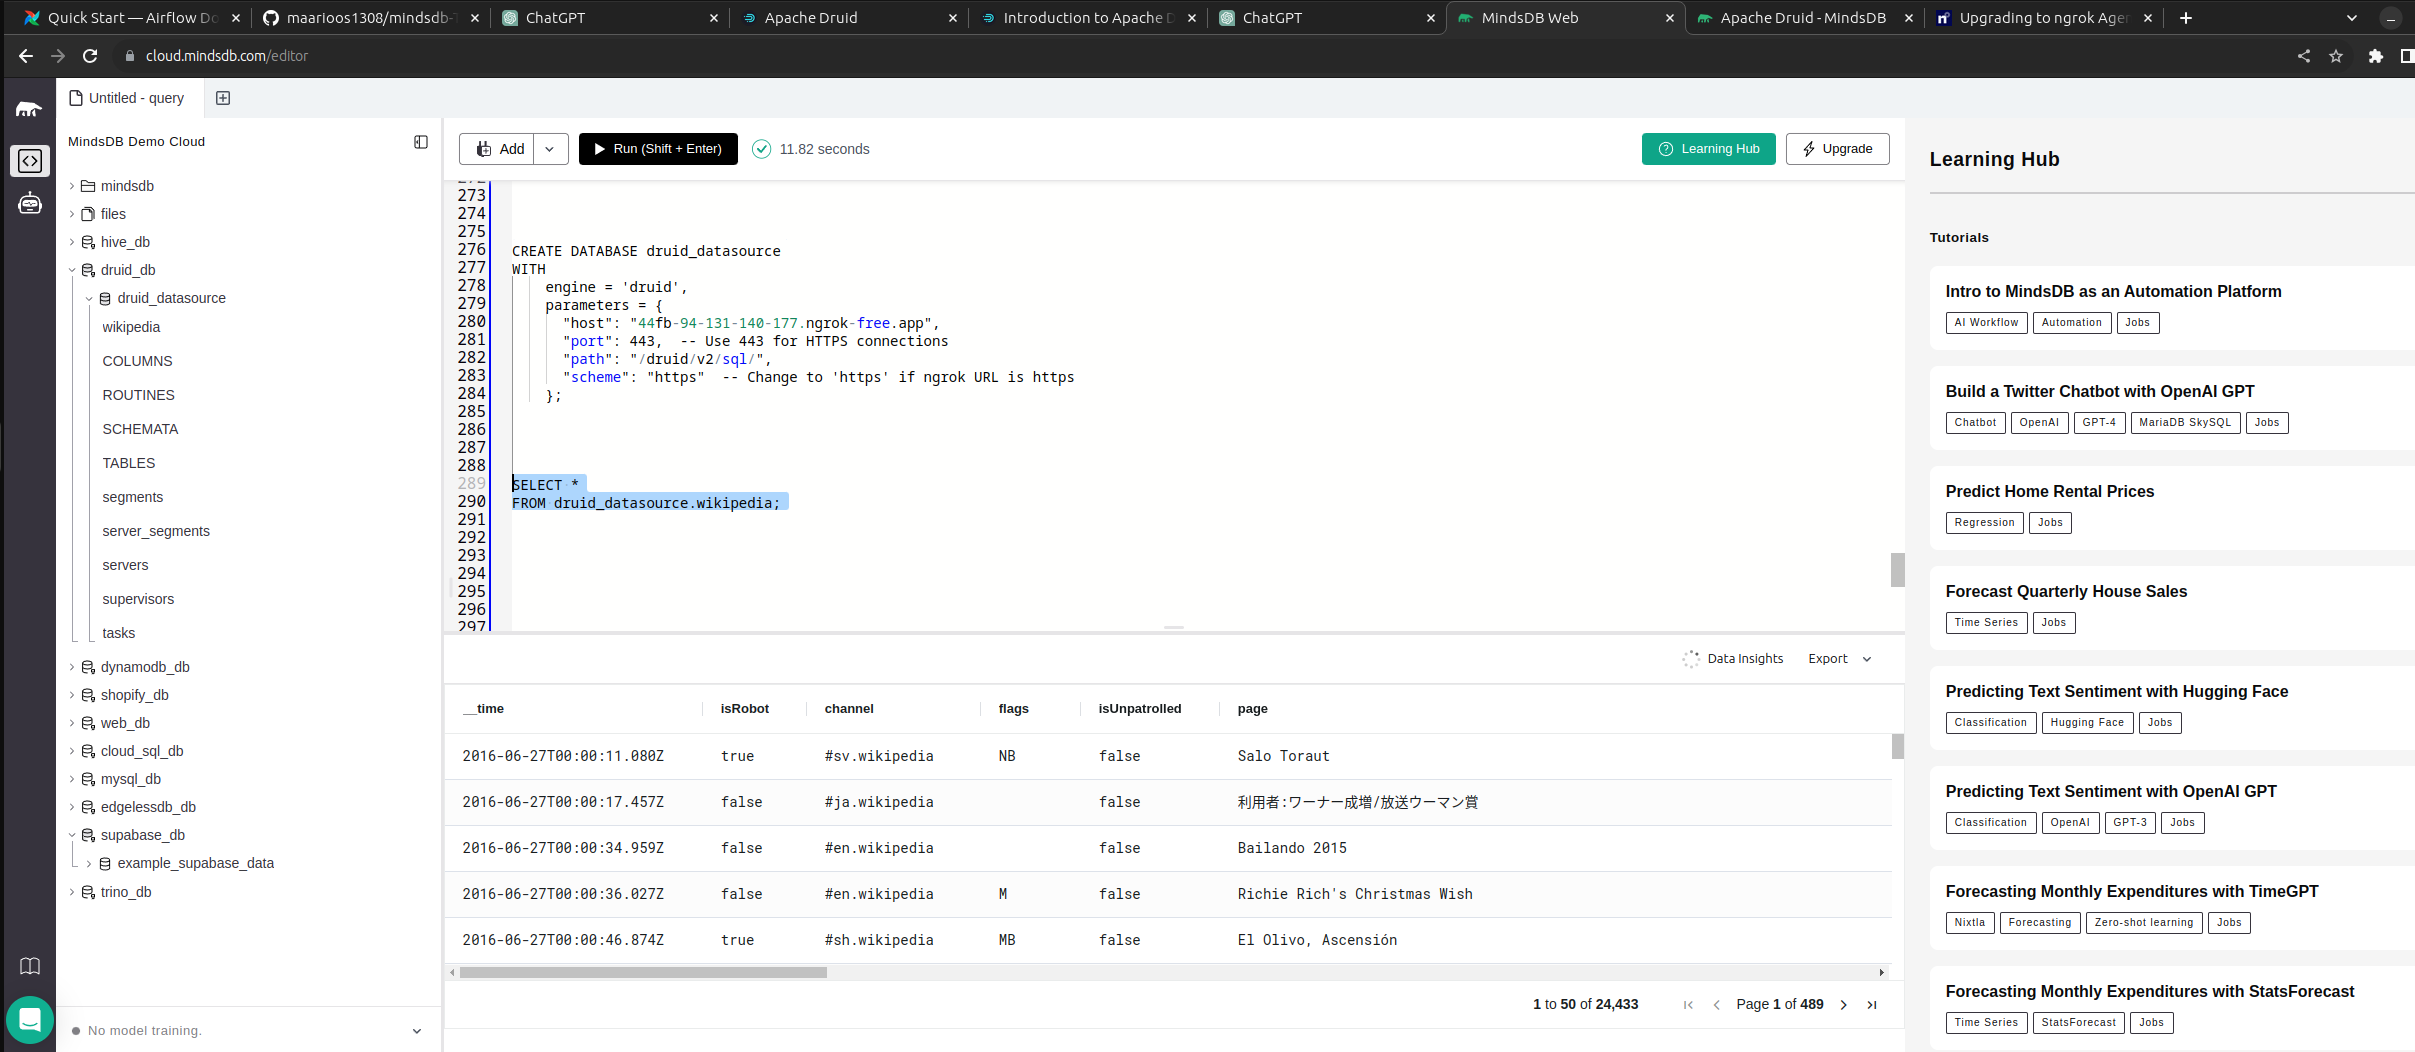 Quick Start — Airflow Do
maarioos1308/mindsdb-T
ChatGPT
Apache Druid
Introduction to Apache D
ChatGPT
MindsDB Web
Apache Druid - MindsDB
Upgrading to ngrok Agen
cloud.mindsdb.com/editor
Untitled - query
MindsDB Demo Cloud
mindsdb
files
hive_db
druid_db
druid_datasource
wikipedia
COLUMNS
ROUTINES
SCHEMATA
TABLES
segments
server_segments
servers
supervisors
tasks
dynamodb_db
shopify_db
web_db
cloud_sql_db
mysql_db
edgelessdb_db
supabase_db
example_supabase_data
trino_db
No model training.
Add
Run (Shift + Enter)
11.82 seconds
Learning Hub
Upgrade
272
273
274
275
276 CREATE DATABASE druid_datasource
277 WITH
278 engine = 'druid',
279 parameters = {
280 "host": "44fb-94-131-140-177.ngrok-free.app",
281 "port": 443,  -- Use 443 for HTTPS connections
282 "path": "/druid/v2/sql/",
283 "scheme": "https"  -- Change to 'https' if ngrok URL is https
284 };
285
286
287
288
289 SELECT *
290 FROM druid_datasource.wikipedia;
291
292
293
294
295
296
297
Data Insights Export
__time isRobot channel flags isUnpatrolled page
2016-06-27T00:00:11.080Z true #sv.wikipedia NB false Salo Toraut
2016-06-27T00:00:17.457Z false #ja.wikipedia false 利用者:ワーナー成増/放送ウーマン賞
2016-06-27T00:00:34.959Z false #en.wikipedia false Bailando 2015
2016-06-27T00:00:36.027Z false #en.wikipedia M false Richie Rich's Christmas Wish
2016-06-27T00:00:46.874Z true #sh.wikipedia MB false El Olivo, Ascensión
1 to 50 of 24,433 Page 1 of 489
Learning Hub
Tutorials
Intro to MindsDB as an Automation Platform
AI Workflow Automation Jobs
Build a Twitter Chatbot with OpenAI GPT
Chatbot OpenAI GPT-4 MariaDB SkySQL Jobs
Predict Home Rental Prices
Regression Jobs
Forecast Quarterly House Sales
Time Series Jobs
Predicting Text Sentiment with Hugging Face
Classification Hugging Face Jobs
Predicting Text Sentiment with OpenAI GPT
Classification OpenAI GPT-3 Jobs
Forecasting Monthly Expenditures with TimeGPT
Nixtla Forecasting Zero-shot learning Jobs
Forecasting Monthly Expenditures with StatsForecast
Time Series StatsForecast Jobs